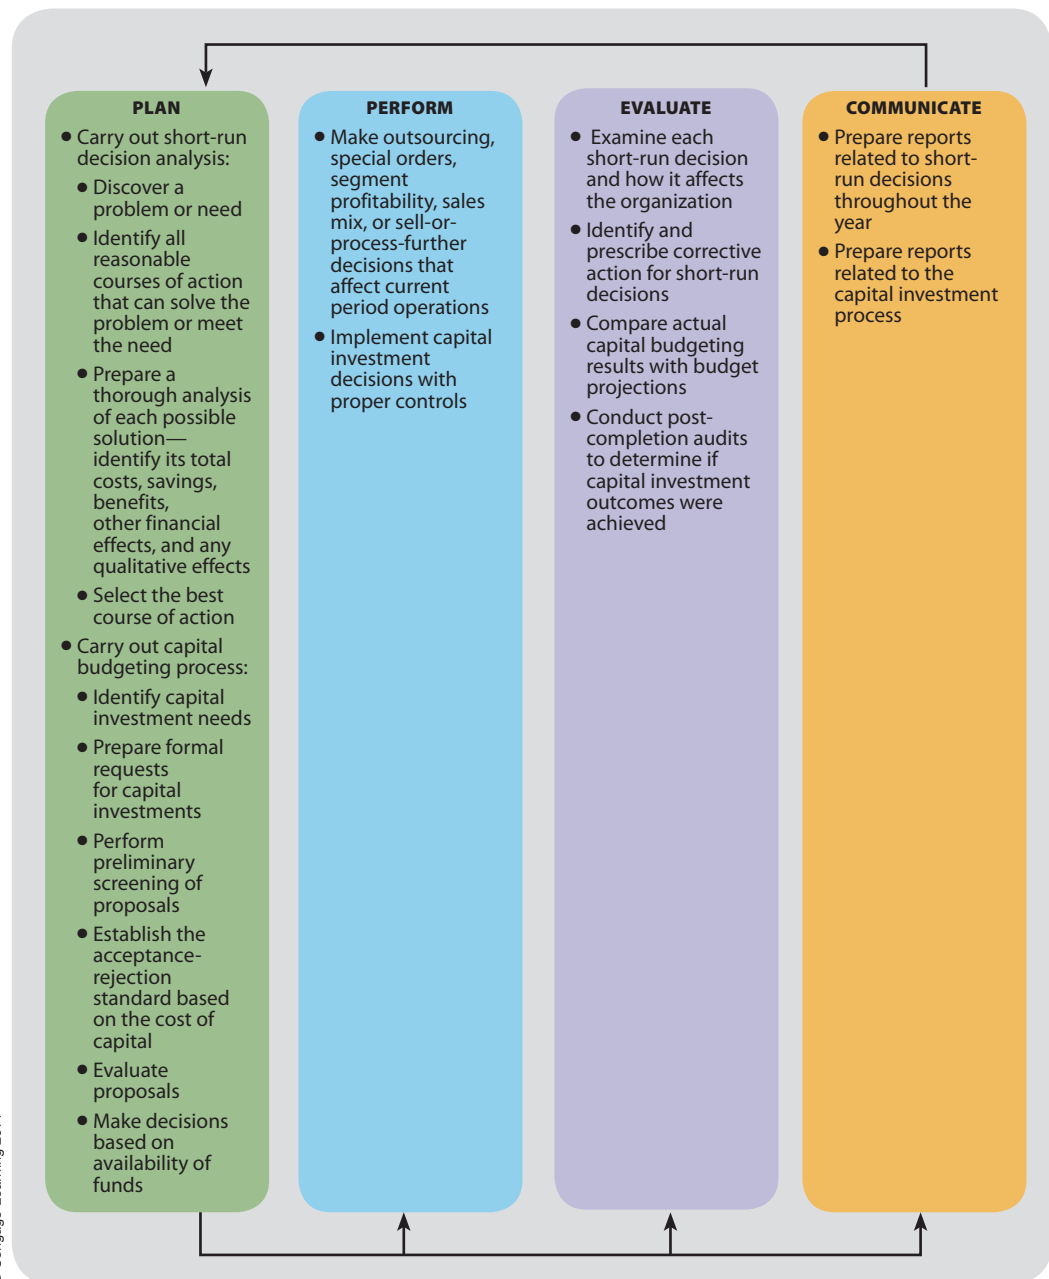 PLAN
● Carry out short-run
decision analysis:
● Discover a
problem or need
● Identify all
reasonable
courses of action
that can solve the
problem or meet
the need
● Prepare a
thorough analysis
of each possible
solution—
identify its total
costs, savings,
benefits,
other financial
effects, and any
qualitative effects
● Select the best
course of action
● Carry out capital
budgeting process:
● Identify capital
investment needs
● Prepare formal
requests
for capital
investments
● Perform
preliminary
screening of
proposals
● Establish the
acceptance-
rejection
standard based
on the cost of
capital
● Evaluate
proposals
● Make decisions
based on
availability of
funds
PERFORM
● Make outsourcing,
special orders,
segment
profitability, sales
mix, or sell-or-
process-further
decisions that
affect current
period operations
● Implement capital
investment
decisions with
proper controls
EVALUATE
● Examine each
short-run decision
and how it affects
the organization
● Identify and
prescribe corrective
action for short-run
decisions
● Compare actual
capital budgeting
results with budget
projections
● Conduct post-
completion audits
to determine if
capital investment
outcomes were
achieved
COMMUNICATE
● Prepare reports
related to short-
run decisions
throughout the
year
● Prepare reports
related to the
capital investment
process